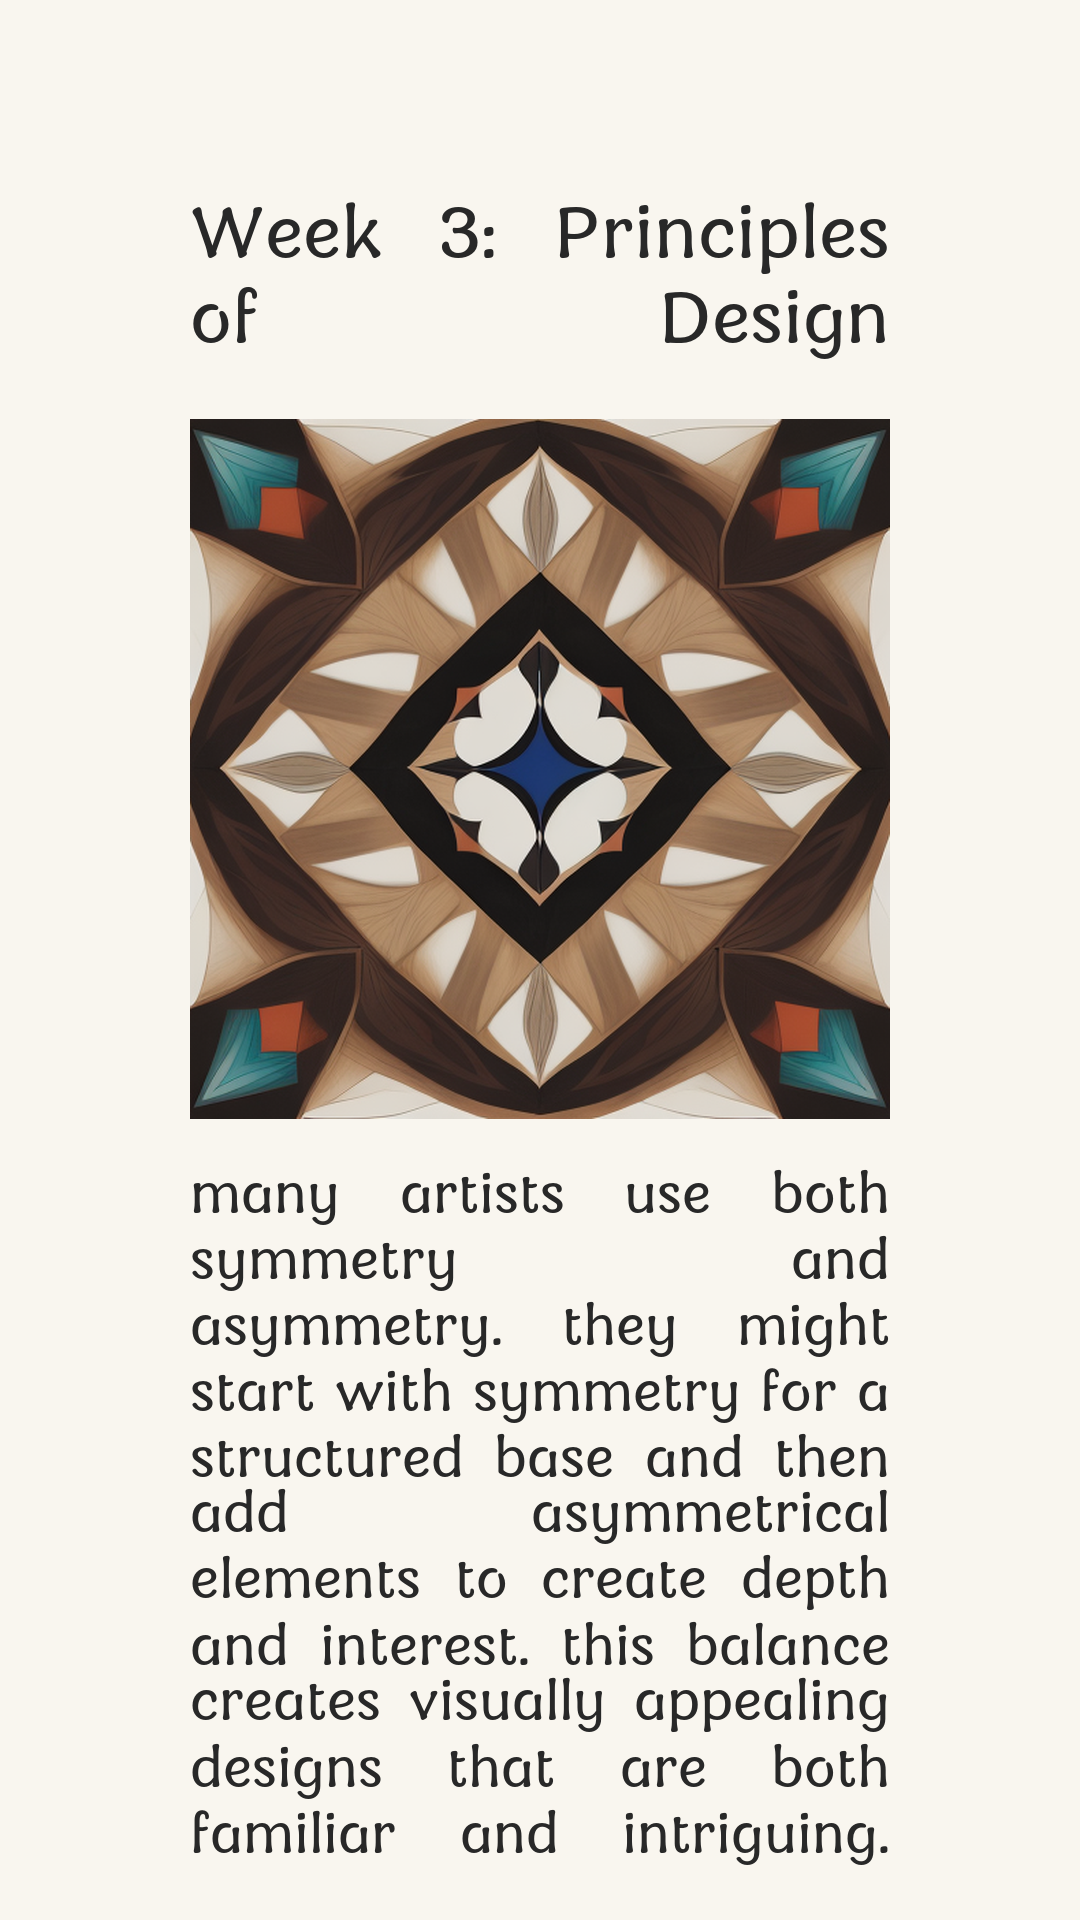 Week 3: Principles
of Design
many artists use both
symmetry and
asymmetry. they might
start with symmetry for a
structured base and then
add asymmetrical
elements to create depth
and interest. this balance
creates visually appealing
designs that are both
familiar and intriguing.